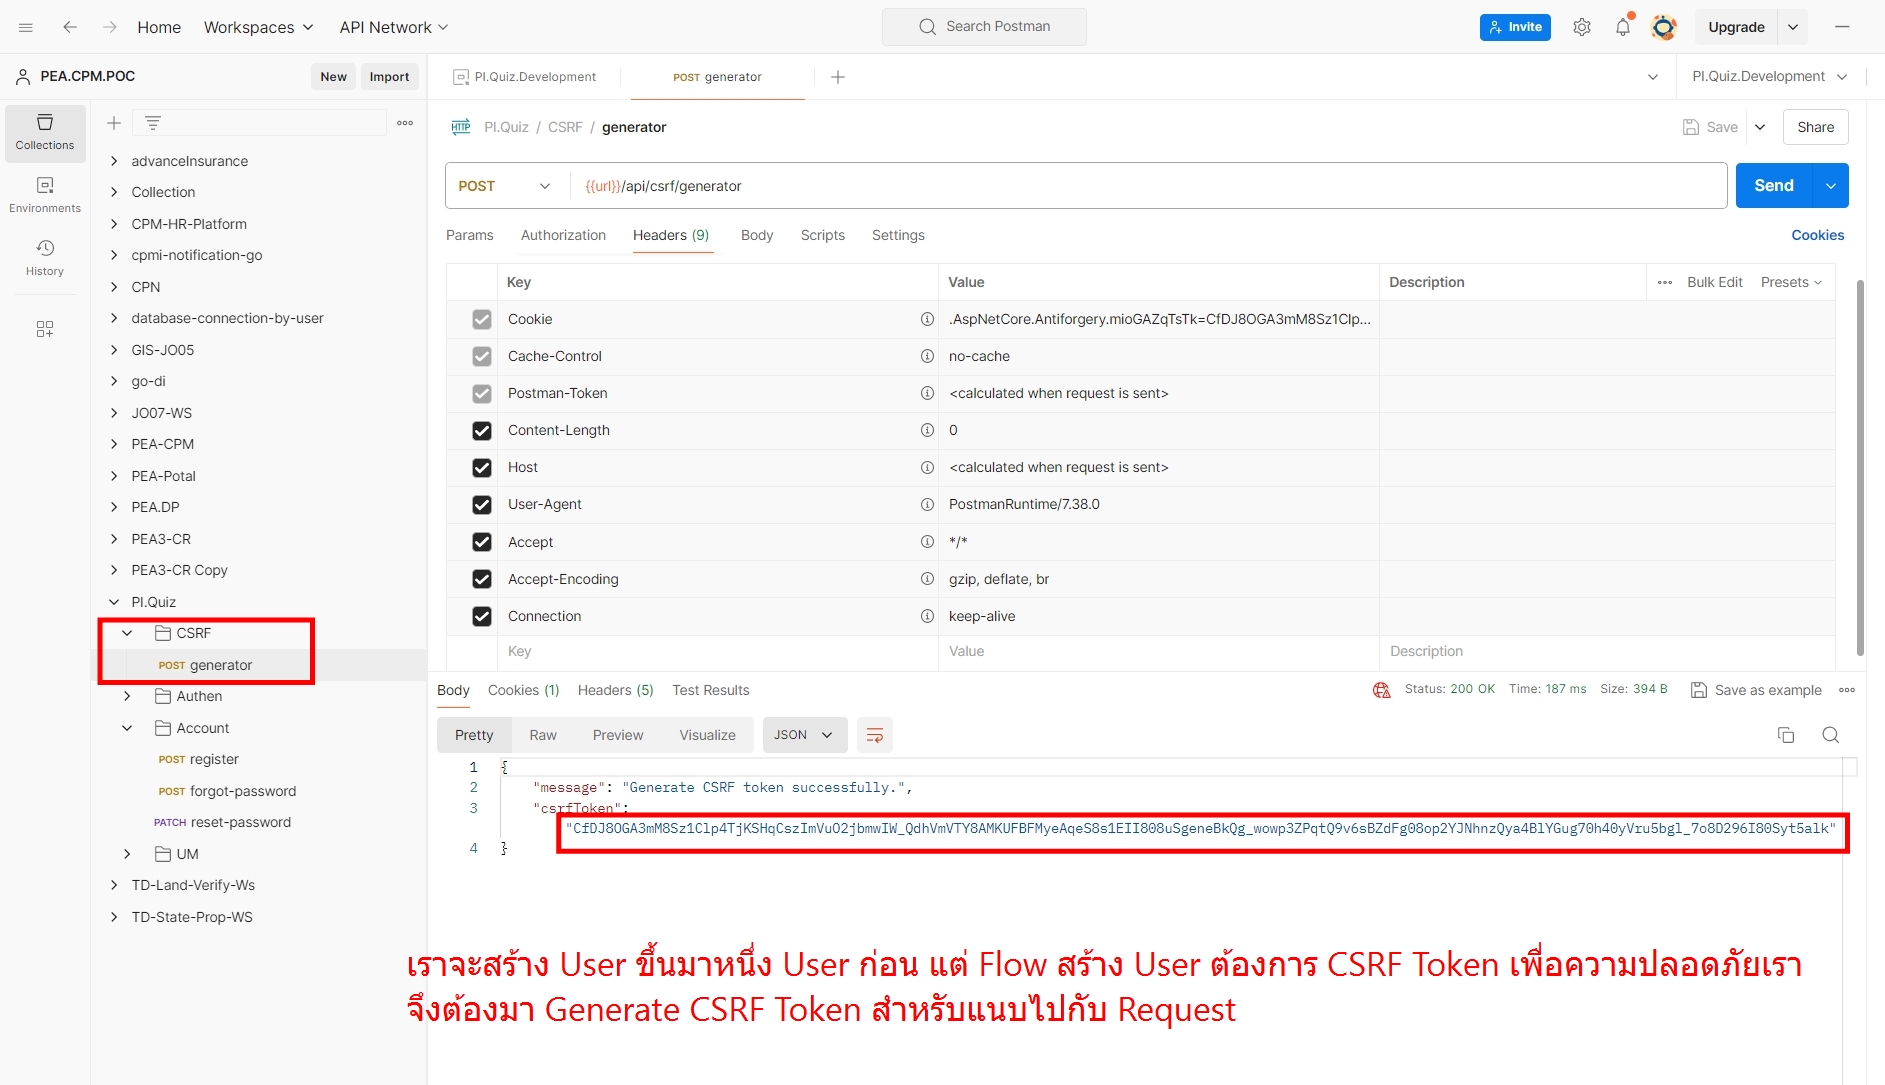 Home Workspaces API Network Search Postman Invite Upgrade
PEA.CPM.POC New Import PI.Quiz.Development POST generator PI.Quiz.Development
Collections
Environments
History
advanceInsurance
Collection
CPM-HR-Platform
cpmi-notification-go
CPN
database-connection-by-user
GIS-JO05
go-di
JO07-WS
PEA-CPM
PEA-Potal
PEA.DP
PEA3-CR
PEA3-CR Copy
PI.Quiz
CSRF
POST generator
Authen
Account
POST register
POST forgot-password
PATCH reset-password
UM
TD-Land-Verify-Ws
TD-State-Prop-WS
HTTP PI.Quiz / CSRF / generator Save Share
POST {{url}}/api/csrf/generator Send
Params Authorization Headers (9) Body Scripts Settings Cookies
Key Value Description Bulk Edit Presets
Cookie .AspNetCore.Antiforgery.mioGAZqTsTk=CfDJ8OGA3mM8Sz1Clp...
Cache-Control no-cache
Postman-Token <calculated when request is sent>
Content-Length 0
Host <calculated when request is sent>
User-Agent PostmanRuntime/7.38.0
Accept */*
Accept-Encoding gzip, deflate, br
Connection keep-alive
Key Value Description
Body Cookies (1) Headers (5) Test Results Status: 200 OK Time: 187 ms Size: 394 B Save as example
Pretty Raw Preview Visualize JSON
1 {
2 "message": "Generate CSRF token successfully.",
3 "csrfToken":
"CfDJ8OGA3mM8Sz1Clp4TjKSHqCszImVuO2jbmwIW_QdhVmVTY8AMKUFBFMyeAqeS8s1EII808uSgeneBkQg_wowp3ZPqtQ9v6sBZdFg08op2YJNhnzQya4BlYGug70h40yVru5bgl_7o8D296I80Syt5alk"
4 }
เราจะสร้าง User ขึ้นมาหนึ่ง User ก่อน แต่ Flow สร้าง User ต้องการ CSRF Token เพื่อความปลอดภัยเรา
จึงต้องมา Generate CSRF Token สำหรับแนบไปกับ Request